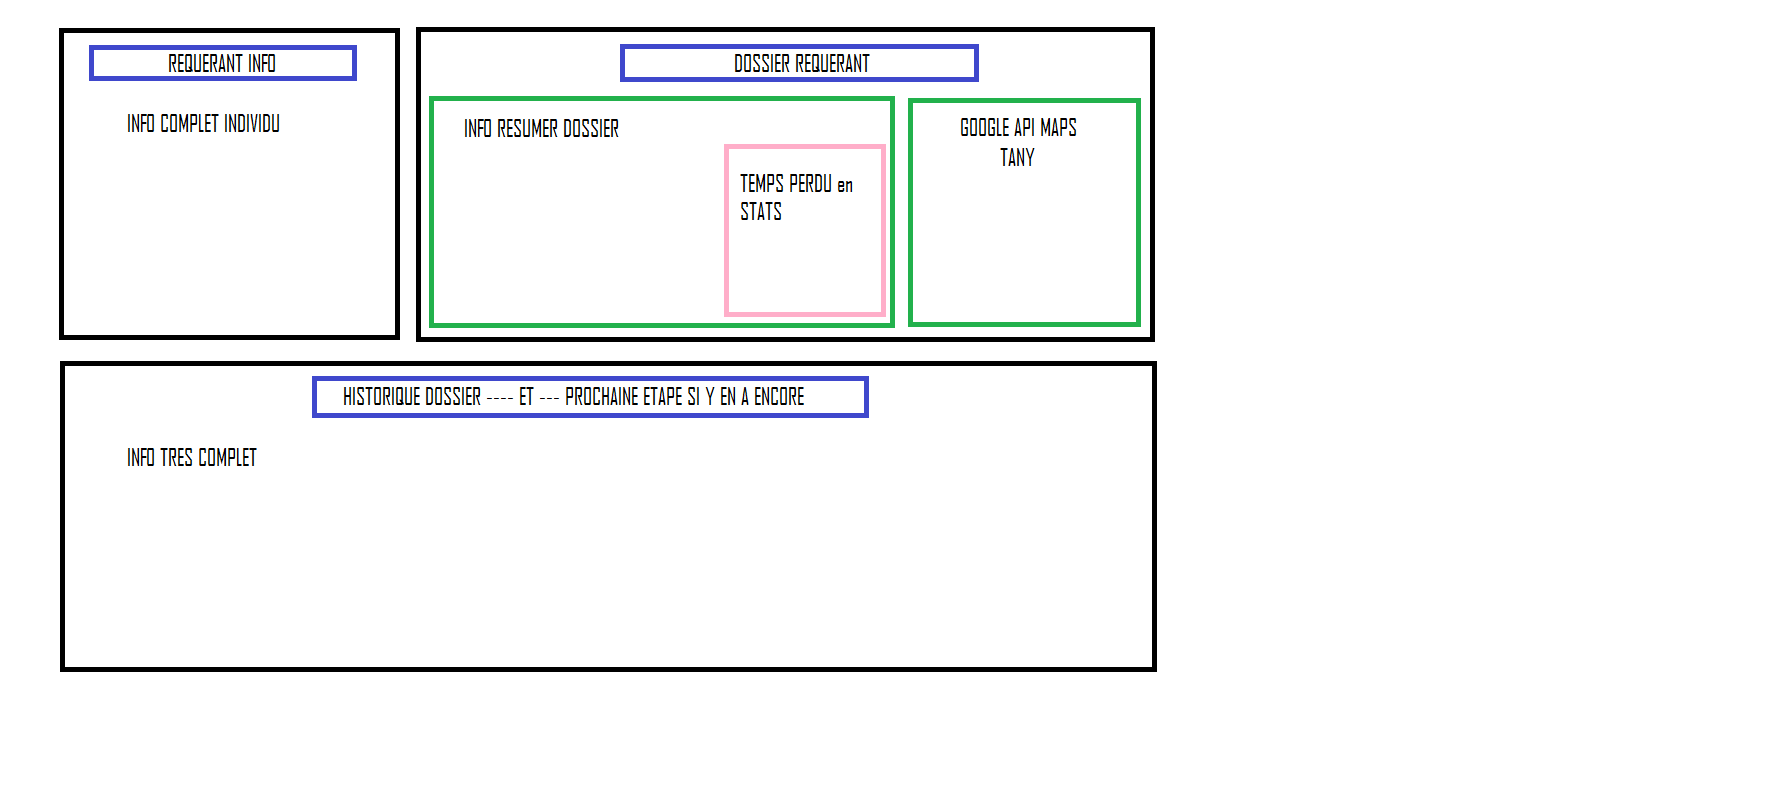 REQUERANT INFO
INFO COMPLET INDIVIDU
DOSSIER REQUERANT
INFO RESUMER DOSSIER
TEMPS PERDU en
STATS
GOOGLE API MAPS
TANY
HISTORIQUE DOSSIER ---- ET --- PROCHAINE ETAPE SI Y EN A ENCORE
INFO TRES COMPLET